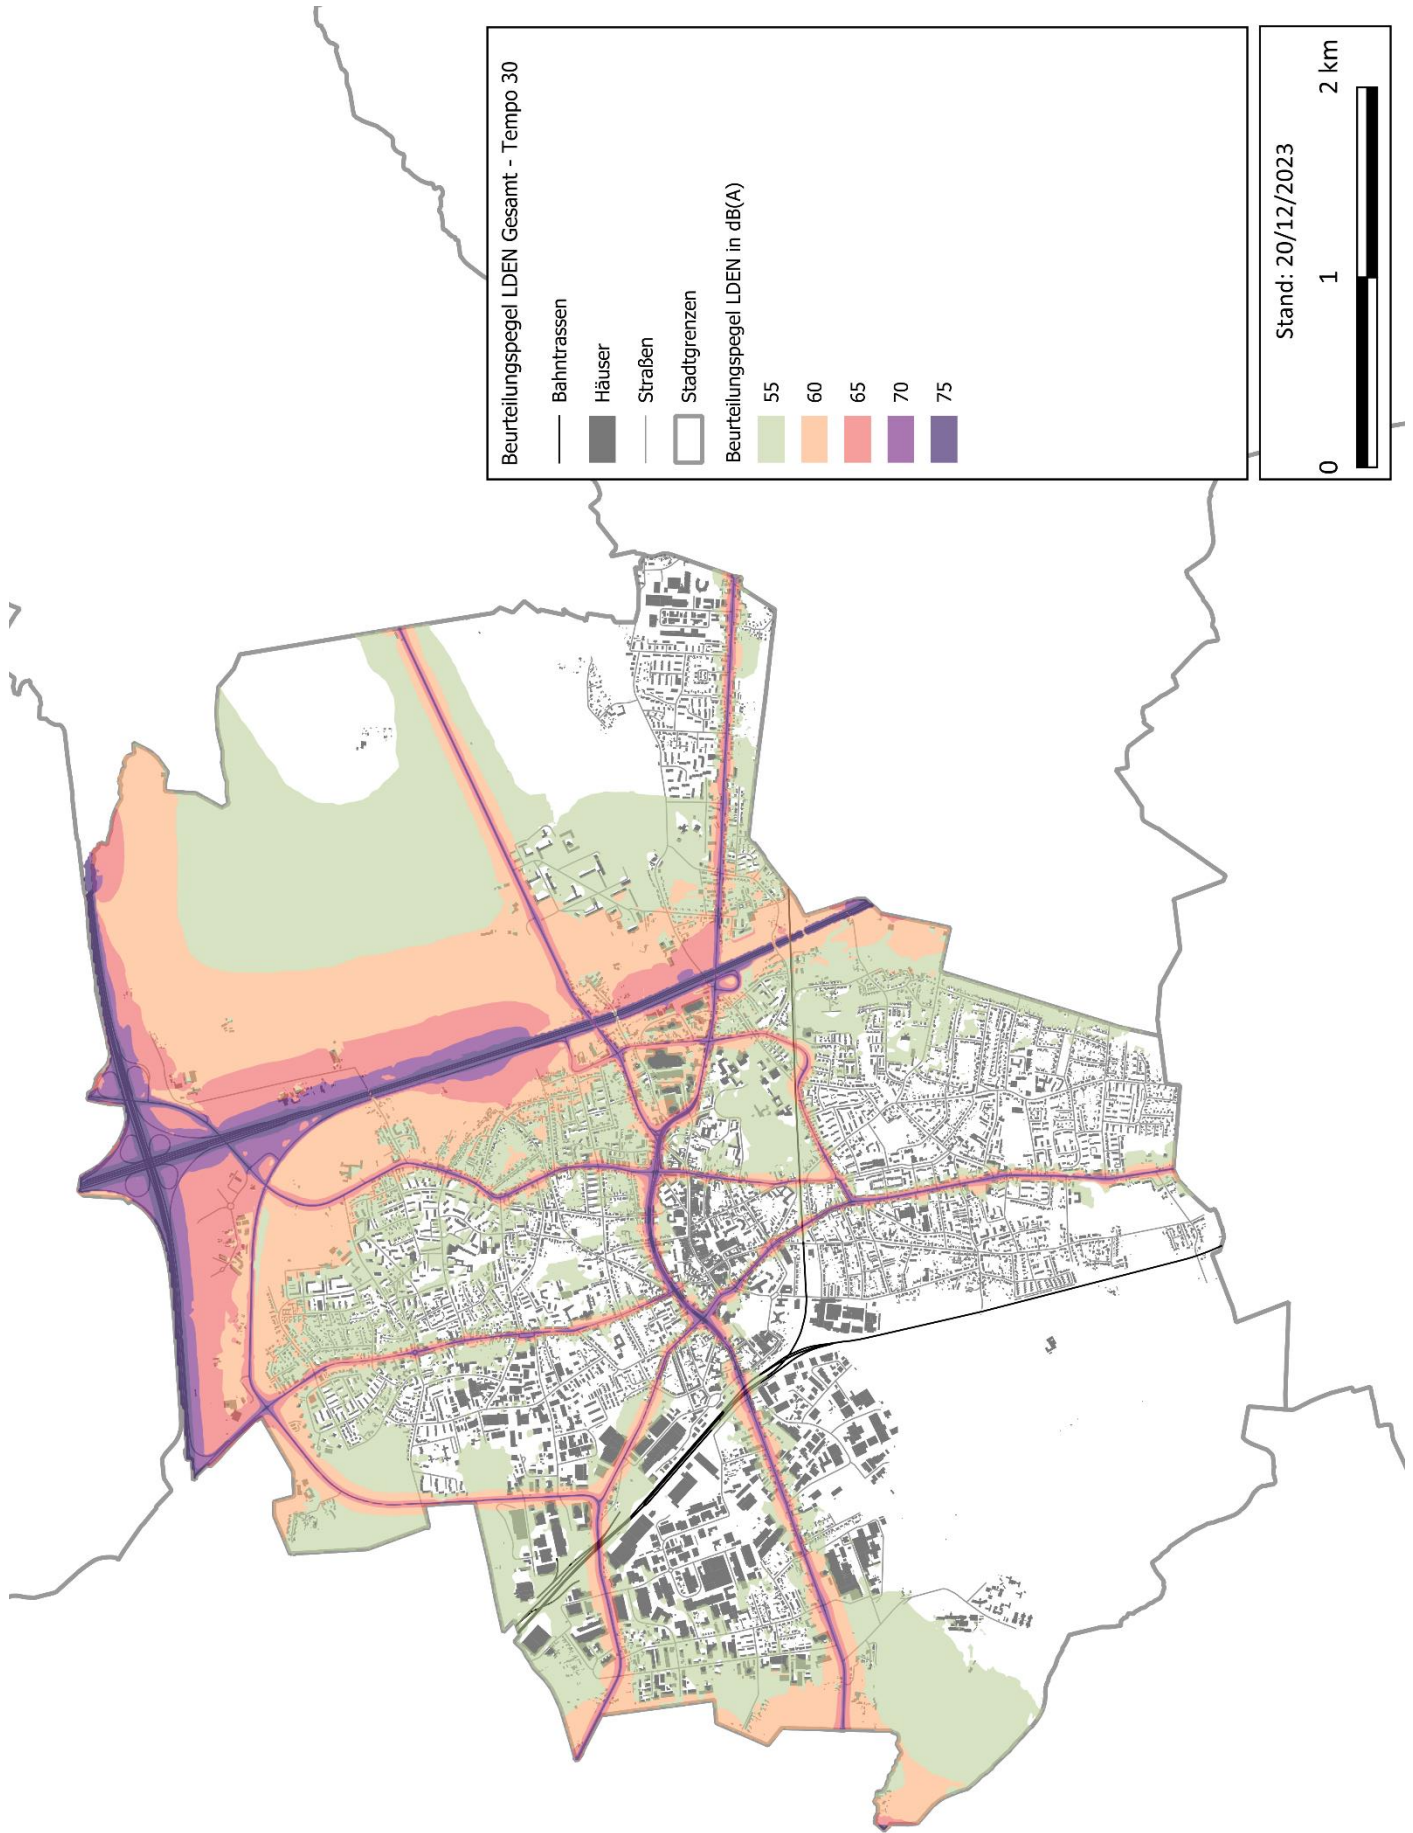 Beurteilungspegel LDEN Gesamt - Tempo 30
Bahntrassen
Häuser
Straßen
Stadtgrenzen
Beurteilungspegel LDEN in dB(A)
55
60
65
70
75
Stand: 20/12/2023
0 1 2 km